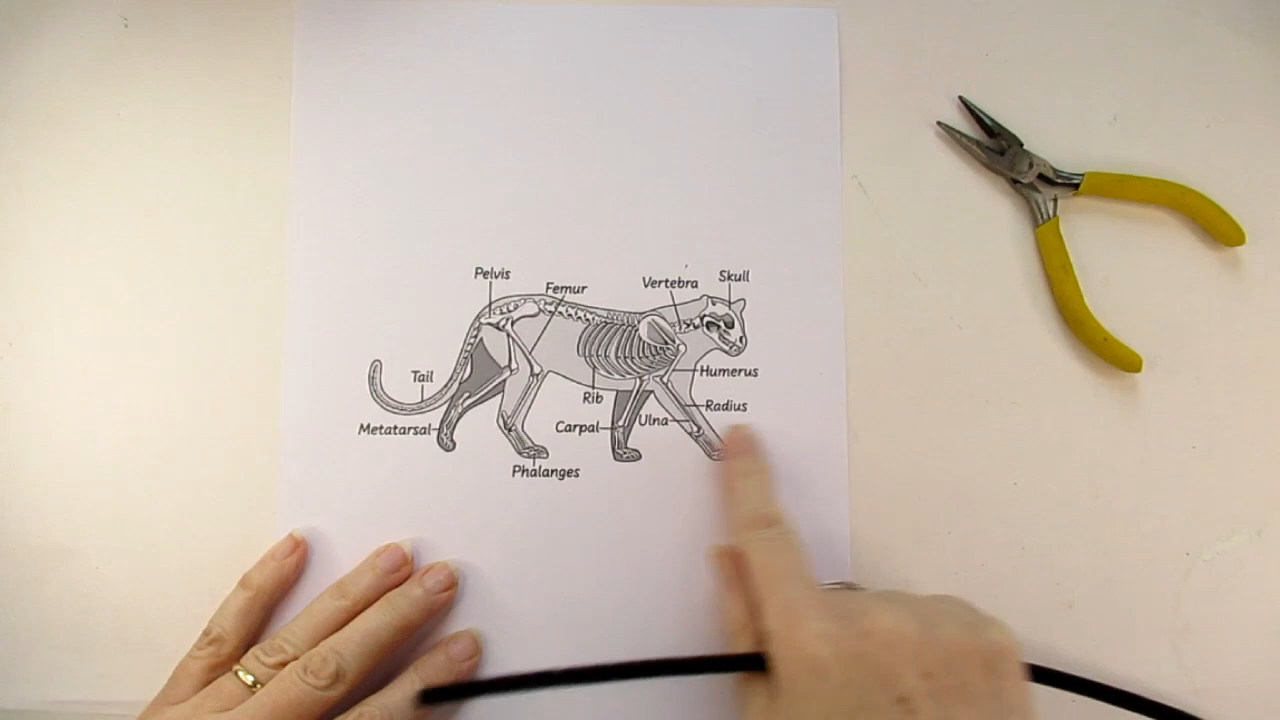 Pelvis
Femur
Vertebra
Skull
Tail
Rib
Humerus
Radius
Metatarsal
Carpal
Ulna
Phalanges